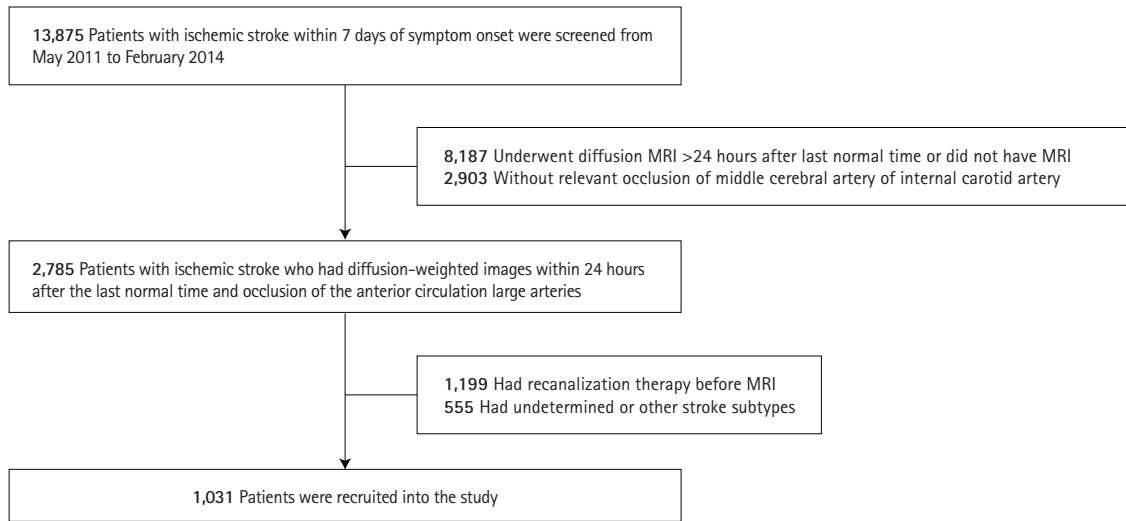 13,875 Patients with ischemic stroke within 7 days of symptom onset were screened from
May 2011 to February 2014
8,187 Underwent diffusion MRI >24 hours after last normal time or did not have MRI
2,903 Without relevant occlusion of middle cerebral artery of internal carotid artery
2,785 Patients with ischemic stroke who had diffusion-weighted images within 24 hours
after the last normal time and occlusion of the anterior circulation large arteries
1,199 Had recanalization therapy before MRI
555 Had undetermined or other stroke subtypes
1,031 Patients were recruited into the study